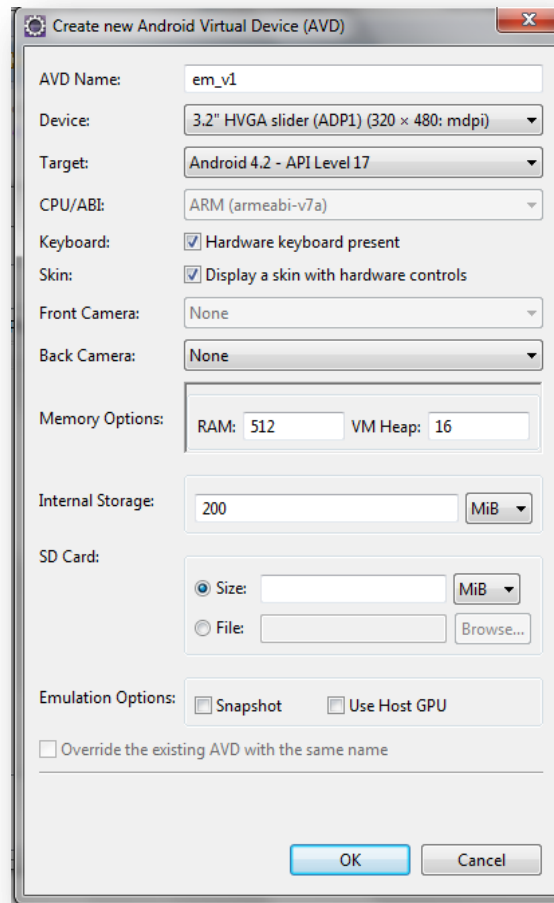 Create new Android Virtual Device (AVD)
AVD Name: em_v1
Device: 3.2" HVGA slider (ADP1) (320 × 480: mdpi)
Target: Android 4.2 - API Level 17
CPU/ABI: ARM (armeabi-v7a)
Keyboard: Hardware keyboard present
Skin: Display a skin with hardware controls
Front Camera: None
Back Camera: None
Memory Options: RAM: 512 VM Heap: 16
Internal Storage: 200 MiB
SD Card:
Size: MiB
File: Browse...
Emulation Options: Snapshot Use Host GPU
Override the existing AVD with the same name
OK Cancel